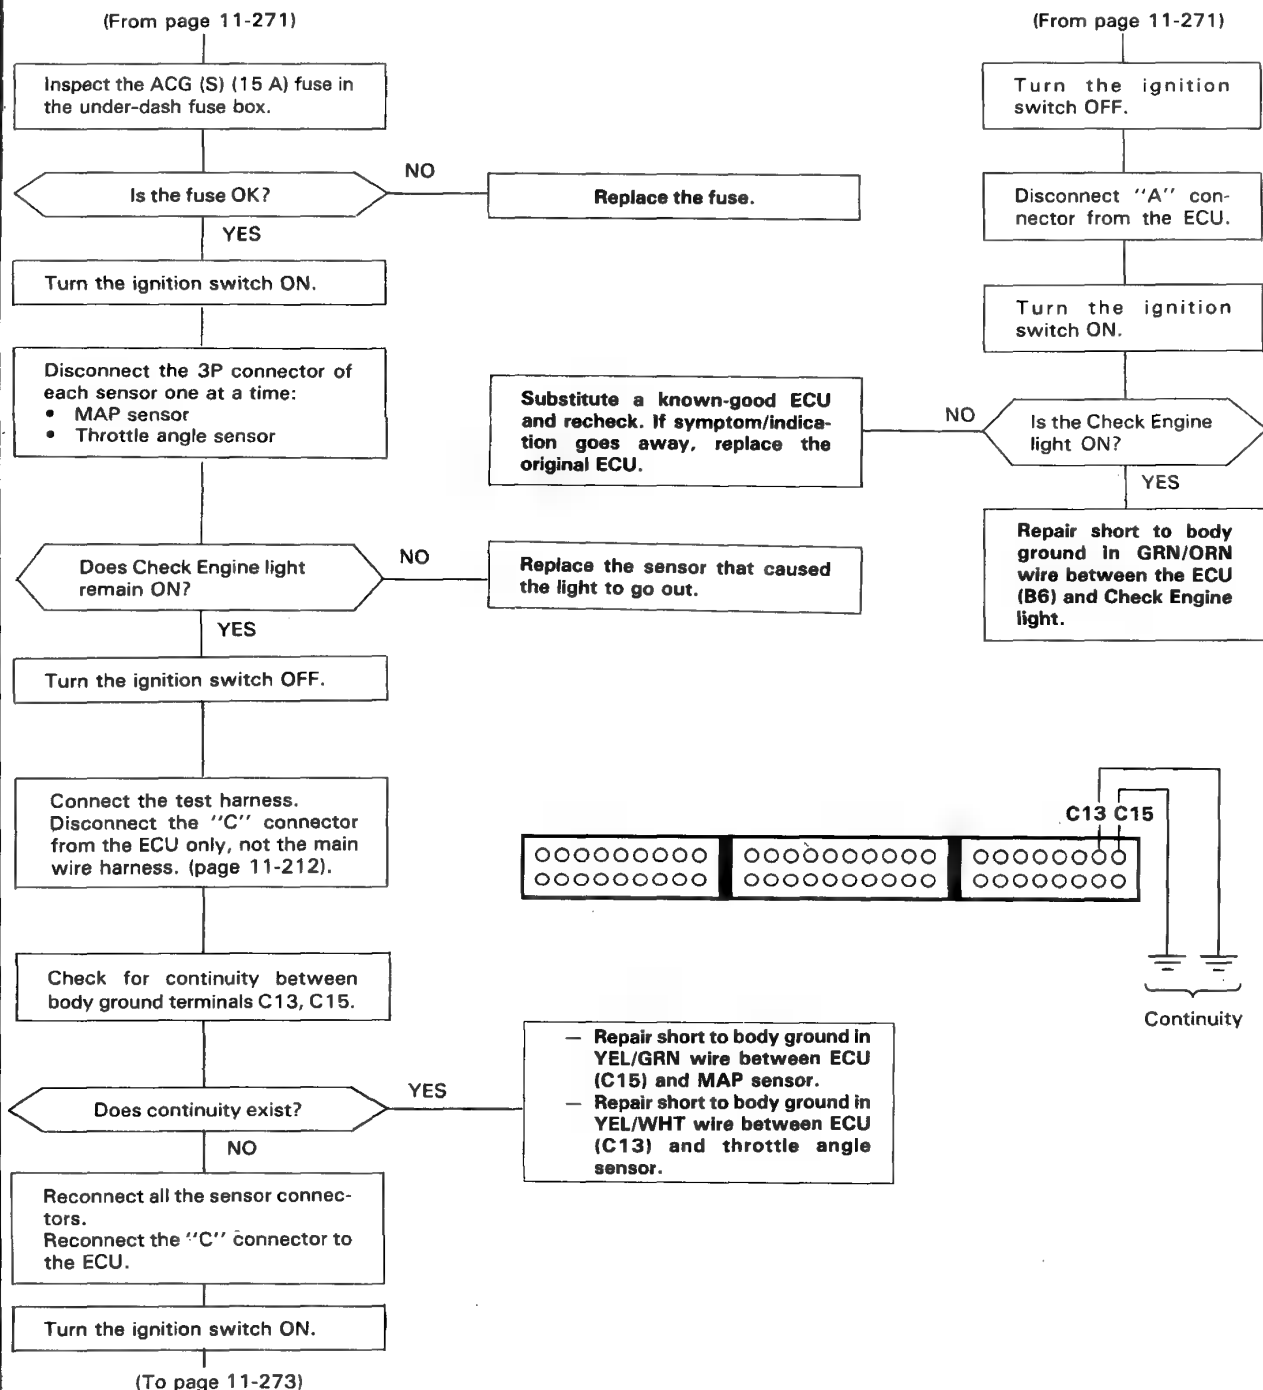 (From page 11-271)
Inspect the ACG (S) (15 A) fuse in
the under-dash fuse box.
Is the fuse OK?
NO
Replace the fuse.
YES
Turn the ignition switch ON.
Disconnect the 3P connector of
each sensor one at a time:
• MAP sensor
• Throttle angle sensor
Does Check Engine light
remain ON?
NO
Replace the sensor that caused
the light to go out.
YES
Turn the ignition switch OFF.
Connect the test harness.
Disconnect the "C" connector
from the ECU only, not the main
wire harness. (page 11-212).
Check for continuity between
body ground terminals C13, C15.
Does continuity exist?
YES
— Repair short to body ground in
YEL/GRN wire between ECU
(C15) and MAP sensor.
— Repair short to body ground in
YEL/WHT wire between ECU
(C13) and throttle angle
sensor.
NO
Reconnect all the sensor connec-
tors.
Reconnect the "C" connector to
the ECU.
Turn the ignition switch ON.
(To page 11-273)
(From page 11-271)
Turn the ignition
switch OFF.
Disconnect "A" con-
nector from the ECU.
Turn the ignition
switch ON.
Is the Check Engine
light ON?
NO
Substitute a known-good ECU
and recheck. If symptom/indica-
tion goes away, replace the
original ECU.
YES
Repair short to body
ground in GRN/ORN
wire between the ECU
(B6) and Check Engine
light.
C13 C15
Continuity